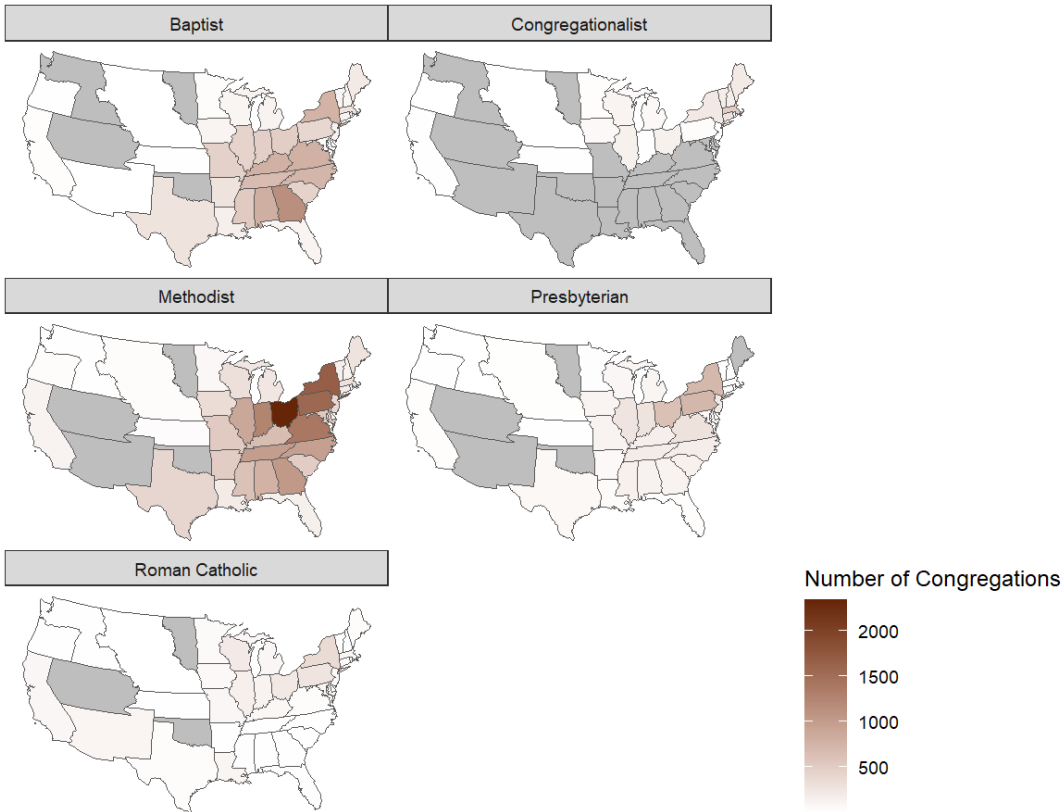 Baptist
Congregationalist
Methodist
Presbyterian
Roman Catholic
Number of Congregations
2000
1500
1000
500